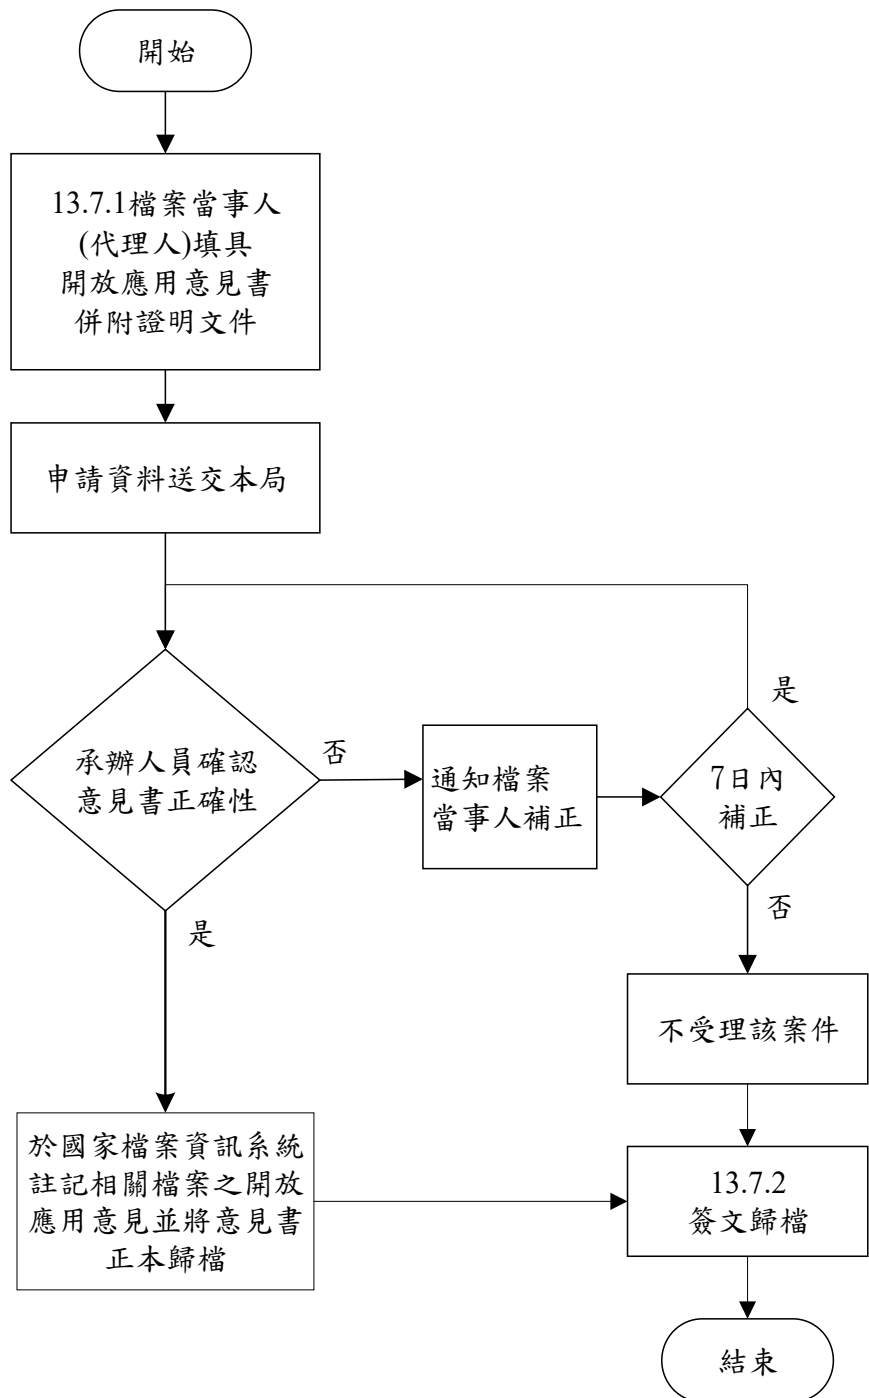 開始
13.7.1檔案當事人
(代理人)填具
開放應用意見書
併附證明文件
申請資料送交本局
承辦人員確認
意見書正確性
否
通知檔案
當事人補正
7日內
補正
是
否
是
不受理該案件
於國家檔案資訊系統
註記相關檔案之開放
應用意見並將意見書
正本歸檔
13.7.2
簽文歸檔
結束